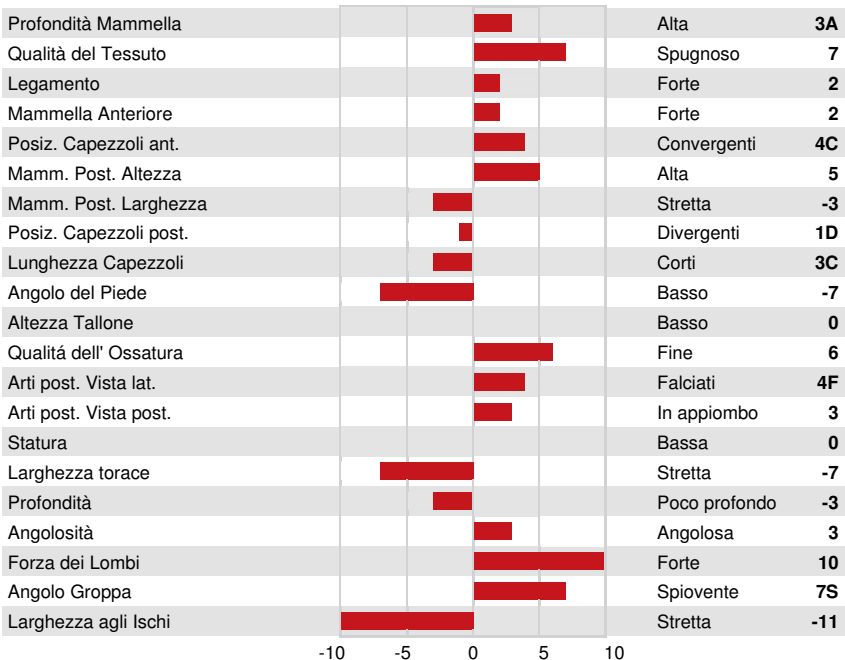 Profondità Mammella Alta 3A
Qualità del Tessuto Spugnoso 7
Legamento Forte 2
Mammella Anteriore Forte 2
Posiz. Capezzoli ant. Convergenti 4C
Mamm. Post. Altezza Alta 5
Mamm. Post. Larghezza Stretta -3
Posiz. Capezzoli post. Divergenti 1D
Lunghezza Capezzoli Corti 3C
Angolo del Piede Basso -7
Altezza Tallone Basso 0
Qualitá dell' Ossatura Fine 6
Arti post. Vista lat. Falciati 4F
Arti post. Vista post. In appiombo 3
Statura Bassa 0
Larghezza torace Stretta -7
Profondità Poco profondo -3
Angolosità Angolosa 3
Forza dei Lombi Forte 10
Angolo Groppa Spiovente 7S
Larghezza agli Ischi Stretta -11
-10 -5 0 5 10